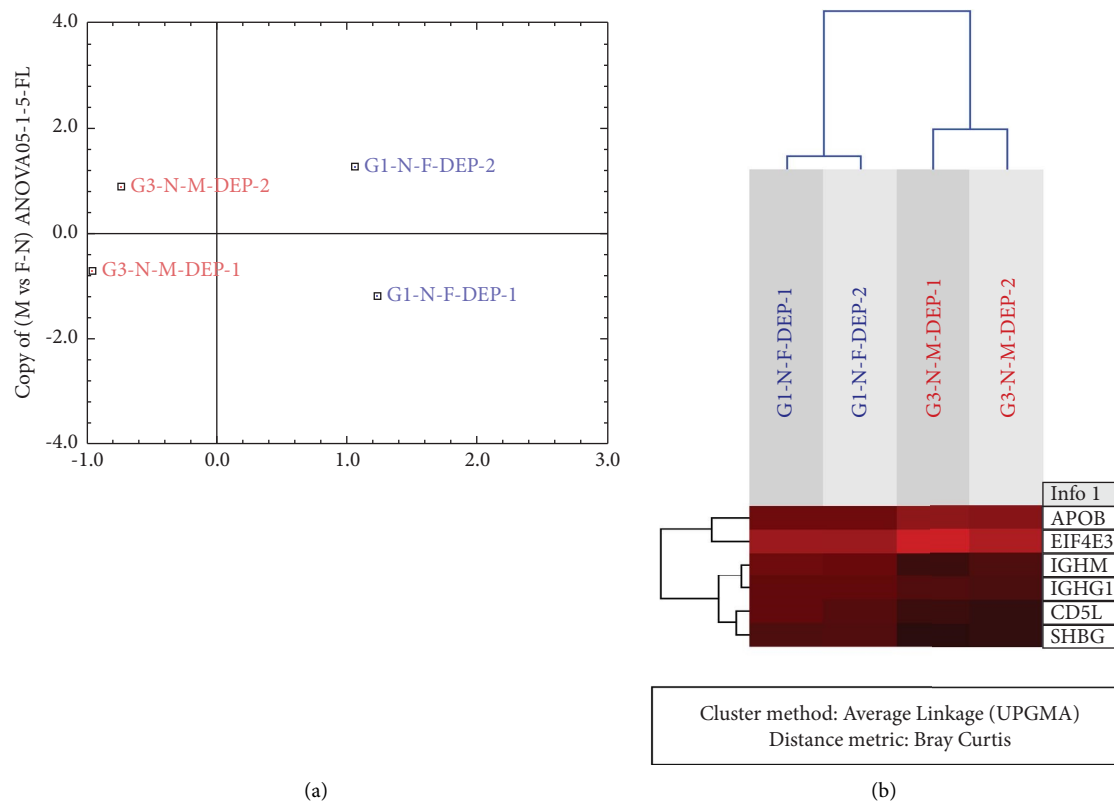 Copy of (M vs F-N) ANOVA05-1-5-FL
4.0
2.0
0.0
-2.0
-4.0
-1.0 0.0 1.0 2.0 3.0
G1-N-F-DEP-2
G3-N-M-DEP-2
G3-N-M-DEP-1
G1-N-F-DEP-1
(a)
G1-N-F-DEP-1
G1-N-F-DEP-2
G3-N-M-DEP-1
G3-N-M-DEP-2
Info 1
APOB
EIF4E3
IGHM
IGHG1
CD5L
SHBG
Cluster method: Average Linkage (UPGMA)
Distance metric: Bray Curtis
(b)